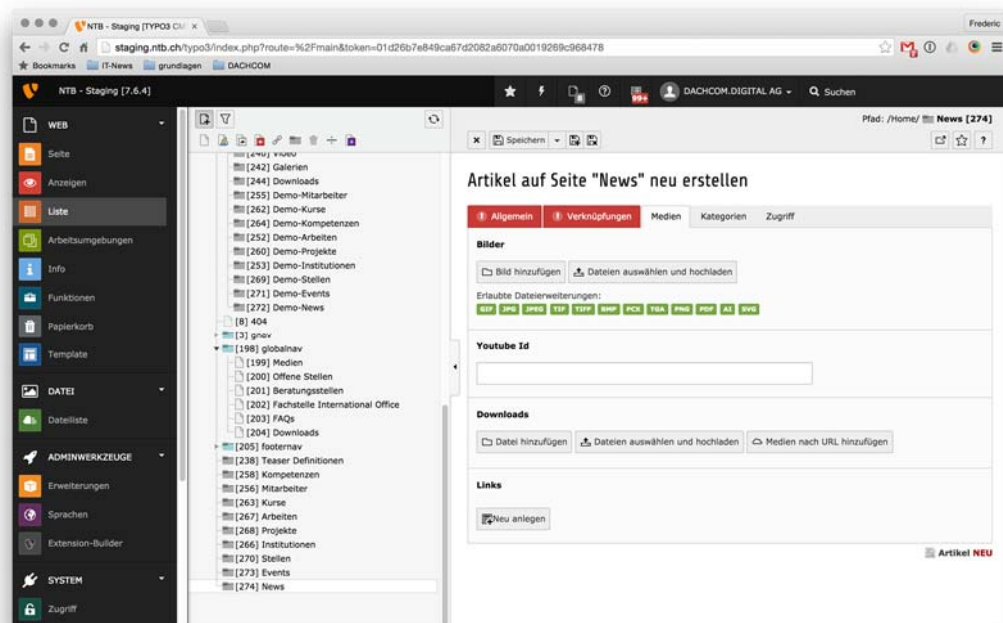 NTB - Staging [TYPO3 CM
Frederic
staging.ntb.ch/typo3/index.php?route=%2Fmain&token=01d26b7e849ca67d2082a6070a0019269c968478
Bookmarks IT-News grundlagen DACHCOM
NTB - Staging [7.6.4]
99+
DACHCOM.DIGITAL AG
Suchen
WEB
Seite
Anzeigen
Liste
Arbeitsumgebungen
Info
Funktionen
Papierkorb
Template
DATEI
Dateiliste
ADMINWERKZEUGE
Erweiterungen
Sprachen
Extension-Builder
SYSTEM
Zugriff
[240] Video
[242] Galerien
[244] Downloads
[255] Demo-Mitarbeiter
[262] Demo-Kurse
[264] Demo-Kompetenzen
[252] Demo-Arbeiten
[260] Demo-Projekte
[253] Demo-Institutionen
[269] Demo-Stellen
[271] Demo-Events
[272] Demo-News
[8] 404
[3] gnav
[198] globalnav
[199] Medien
[200] Offene Stellen
[201] Beratungsstellen
[202] Fachstelle International Office
[203] FAQs
[204] Downloads
[205] footernav
[238] Teaser Definitionen
[258] Kompetenzen
[256] Mitarbeiter
[263] Kurse
[267] Arbeiten
[268] Projekte
[266] Institutionen
[270] Stellen
[273] Events
[274] News
Pfad: /Home/ News [274]
Speichern
?
Artikel auf Seite "News" neu erstellen
Allgemein Verknüpfungen Medien Kategorien Zugriff
Bilder
Bild hinzufügen Dateien auswählen und hochladen
Erlaubte Dateierweiterungen:
GIF JPG JPEG TIF TIFF BMP PCX TGA PNG PDF AI SVG
Youtube Id
Downloads
Datei hinzufügen Dateien auswählen und hochladen Medien nach URL hinzufügen
Links
Neu anlegen
Artikel NEU